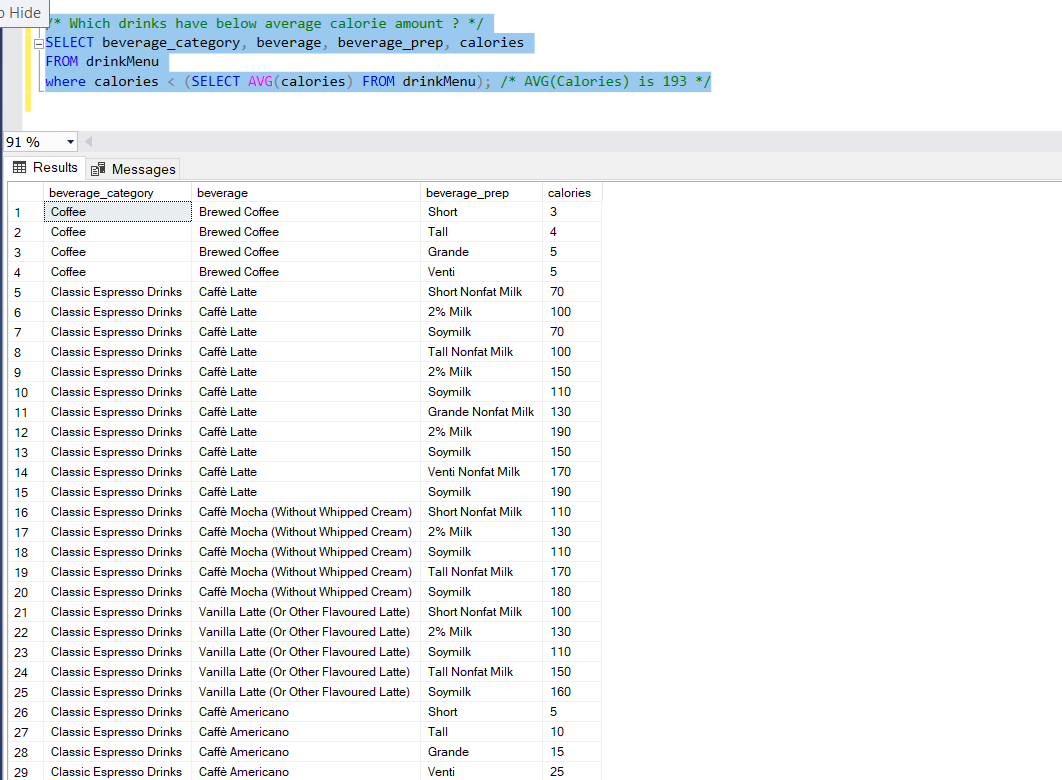 o Hide
/* Which drinks have below average calorie amount ? */
SELECT beverage_category, beverage, beverage_prep, calories
FROM drinkMenu
where calories < (SELECT AVG(calories) FROM drinkMenu); /* AVG(Calories) is 193 */
91 %
Results Messages
beverage_category beverage beverage_prep calories
1 Coffee Brewed Coffee Short 3
2 Coffee Brewed Coffee Tall 4
3 Coffee Brewed Coffee Grande 5
4 Coffee Brewed Coffee Venti 5
5 Classic Espresso Drinks Caffè Latte Short Nonfat Milk 70
6 Classic Espresso Drinks Caffè Latte 2% Milk 100
7 Classic Espresso Drinks Caffè Latte Soymilk 70
8 Classic Espresso Drinks Caffè Latte Tall Nonfat Milk 100
9 Classic Espresso Drinks Caffè Latte 2% Milk 150
10 Classic Espresso Drinks Caffè Latte Soymilk 110
11 Classic Espresso Drinks Caffè Latte Grande Nonfat Milk 130
12 Classic Espresso Drinks Caffè Latte 2% Milk 190
13 Classic Espresso Drinks Caffè Latte Soymilk 150
14 Classic Espresso Drinks Caffè Latte Venti Nonfat Milk 170
15 Classic Espresso Drinks Caffè Latte Soymilk 190
16 Classic Espresso Drinks Caffè Mocha (Without Whipped Cream) Short Nonfat Milk 110
17 Classic Espresso Drinks Caffè Mocha (Without Whipped Cream) 2% Milk 130
18 Classic Espresso Drinks Caffè Mocha (Without Whipped Cream) Soymilk 110
19 Classic Espresso Drinks Caffè Mocha (Without Whipped Cream) Tall Nonfat Milk 170
20 Classic Espresso Drinks Caffè Mocha (Without Whipped Cream) Soymilk 180
21 Classic Espresso Drinks Vanilla Latte (Or Other Flavoured Latte) Short Nonfat Milk 100
22 Classic Espresso Drinks Vanilla Latte (Or Other Flavoured Latte) 2% Milk 130
23 Classic Espresso Drinks Vanilla Latte (Or Other Flavoured Latte) Soymilk 110
24 Classic Espresso Drinks Vanilla Latte (Or Other Flavoured Latte) Tall Nonfat Milk 150
25 Classic Espresso Drinks Vanilla Latte (Or Other Flavoured Latte) Soymilk 160
26 Classic Espresso Drinks Caffè Americano Short 5
27 Classic Espresso Drinks Caffè Americano Tall 10
28 Classic Espresso Drinks Caffè Americano Grande 15
29 Classic Espresso Drinks Caffè Americano Venti 25